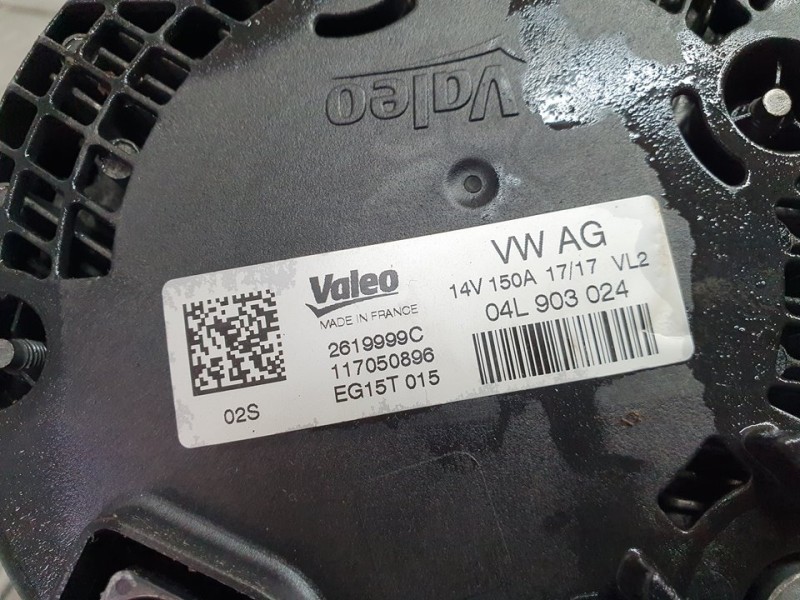 Valeo
VW AG
Valeo
14V 150A 17/17 VL2
MADE IN FRANCE
04L 903 024
2619999C
117050896
EG15T 015
02S